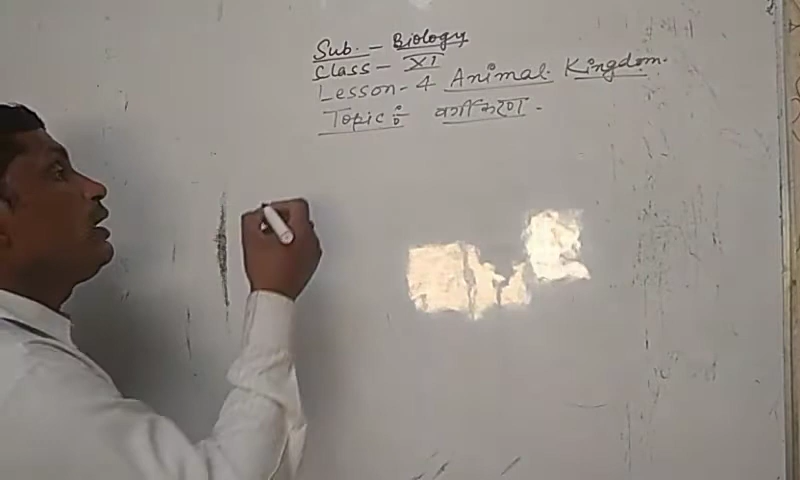 Sub. - Biology
Class - XI
Lesson - 4 Animal Kingdom.
Topic :- वर्गीकरण -